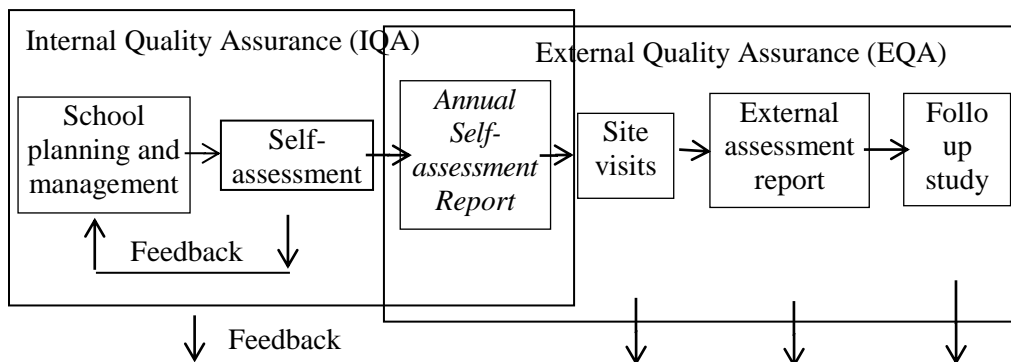 Internal Quality Assurance (IQA)
External Quality Assurance (EQA)
School
planning and
management
Self-
assessment
Annual
Self-
assessment
Report
Site
visits
External
assessment
report
Follo
up
study
Feedback
Feedback